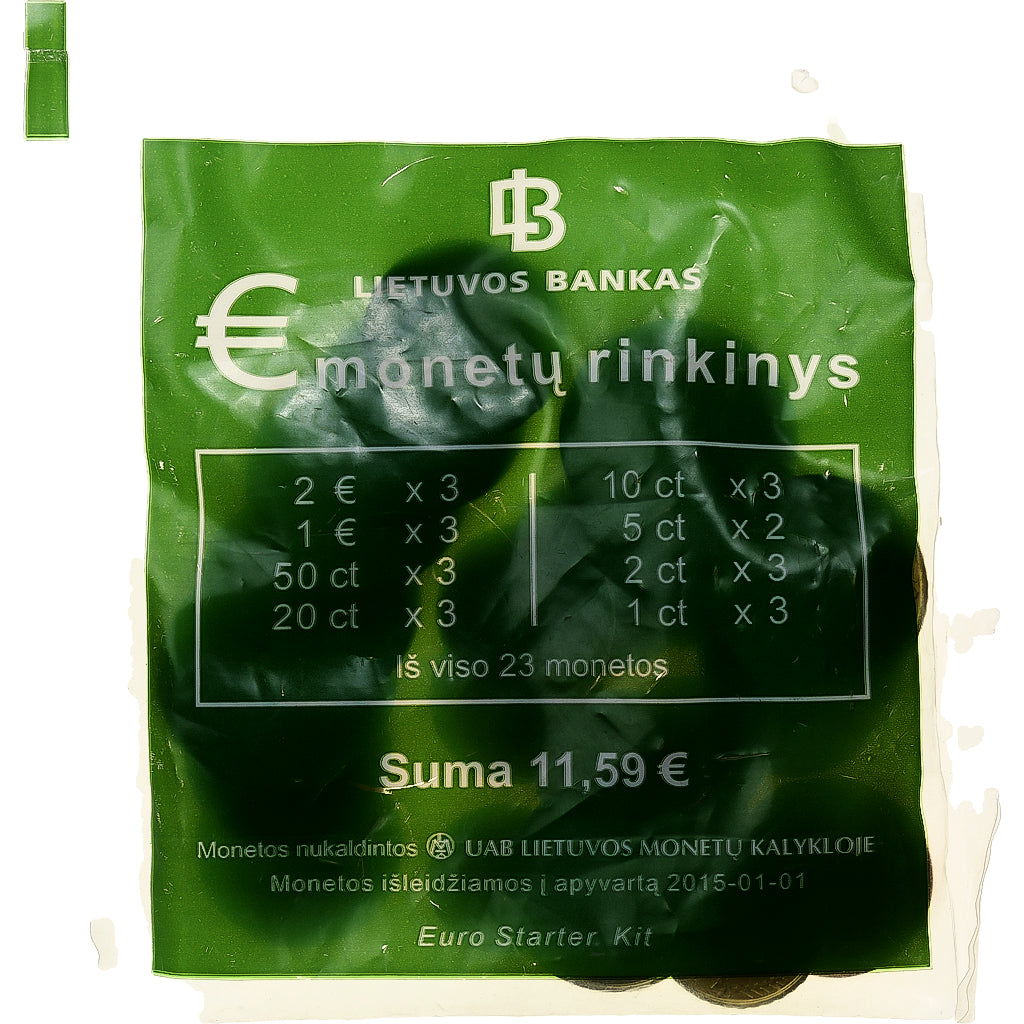 LIETUVOS BANKAS
€ monetų rinkinys
2 € x 3
1 € x 3
50 ct x 3
20 ct x 3
10 ct x 3
5 ct x 2
2 ct x 3
1 ct x 3
Iš viso 23 monetos
Suma 11,59 €
Monetos nukaldintos UAB LIETUVOS MONETŲ KALYKLOJE
Monetos išleidžiamos į apyvartą 2015-01-01
Euro Starter Kit